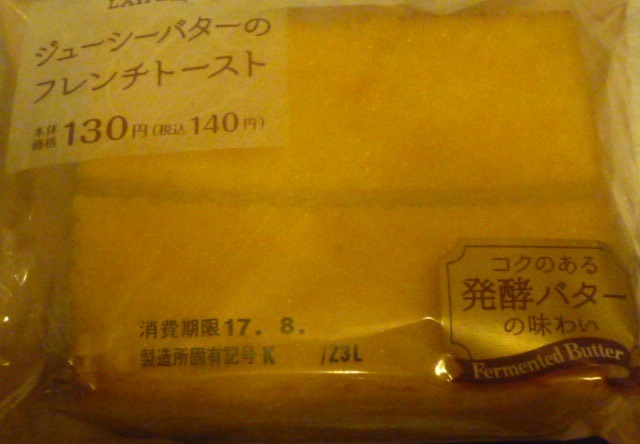 ジューシーバターの
フレンチトースト
本体
価格 130円(税込140円)
コクのある
発酵バター
の味わい
Fermented Butter
消費期限17. 8.
製造所固有記号K /Z3L